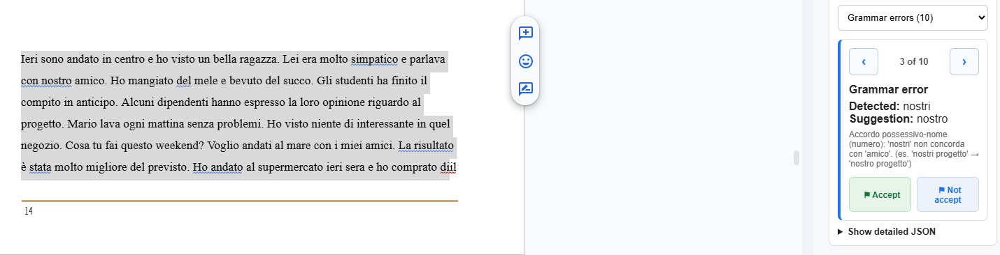 Ieri sono andato in centro e ho visto un bella ragazza. Lei era molto simpatico e parlava
con nostro amico. Ho mangiato del mele e bevuto del succo. Gli studenti ha finito il
compito in anticipo. Alcuni dipendenti hanno espresso la loro opinione riguardo al
progetto. Mario lava ogni mattina senza problemi. Ho visto niente di interessante in quel
negozio. Cosa tu fai questo weekend? Voglio andati al mare con i miei amici. La risultato
è stata molto migliore del previsto. Ho andato al supermercato ieri sera e ho comprato diil
14
Grammar errors (10)
‹ 3 of 10 ›
Grammar error
Detected: nostri
Suggestion: nostro
Accordo possessivo-nome
(numero): 'nostri' non concorda
con 'amico'. (es. 'nostri progetto' →
'nostro progetto')
Accept
Not
accept
Show detailed JSON